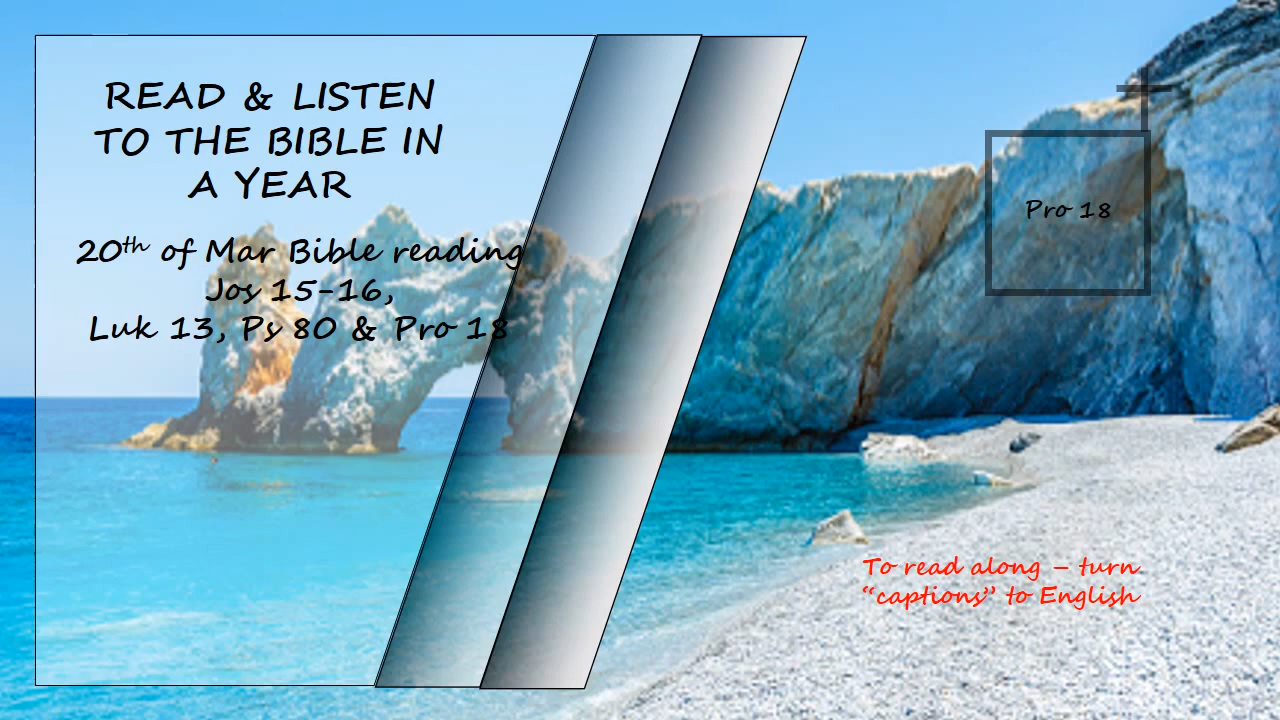 READ & LISTEN
TO THE BIBLE IN
A YEAR
20th of Mar Bible reading
Jos 15-16,
Luk 13, Ps 80 & Pro 18
Pro 18
To read along – turn
“captions” to English